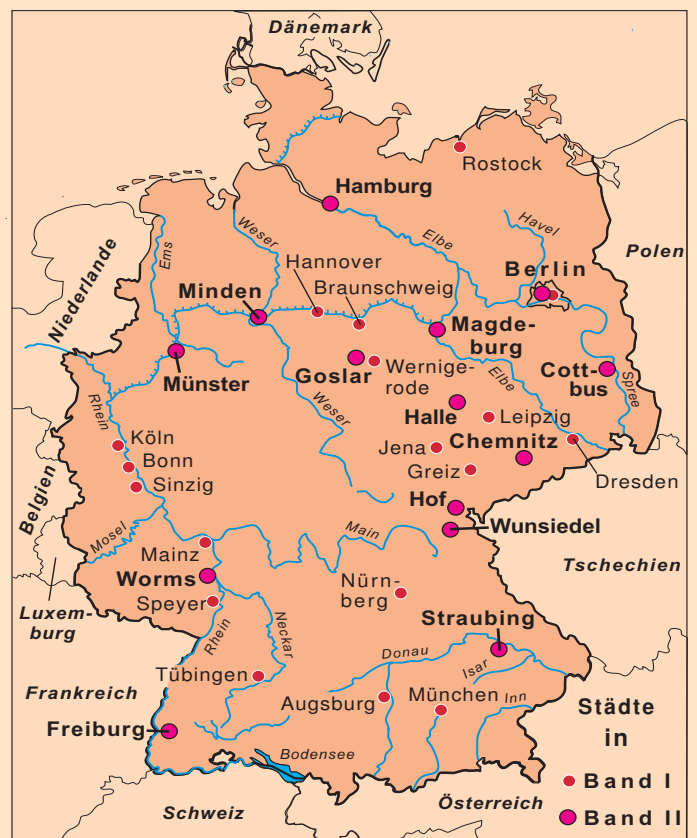 Dänemark
Rostock
Hamburg
Elbe
Havel
Weser
Ems
Polen
Niederlande
Hannover
Berlin
Minden
Braunschweig
Magde-
burg
Münster
Goslar
Wernige-
rode
Elbe
Cott-
bus
Spree
Rhein
Weser
Halle
Leipzig
Köln
Jena
Chemnitz
Bonn
Greiz
Sinzig
Dresden
Belgien
Hof
Mosel
Main
Wunsiedel
Mainz
Tschechien
Worms
Nürn-
berg
Speyer
Luxem-
burg
Straubing
Rhein
Neckar
Donau
Isar
Tübingen
Frankreich
Augsburg
München
Inn
Städte
in
Freiburg
Bodensee
Band I
Schweiz
Österreich
Band II